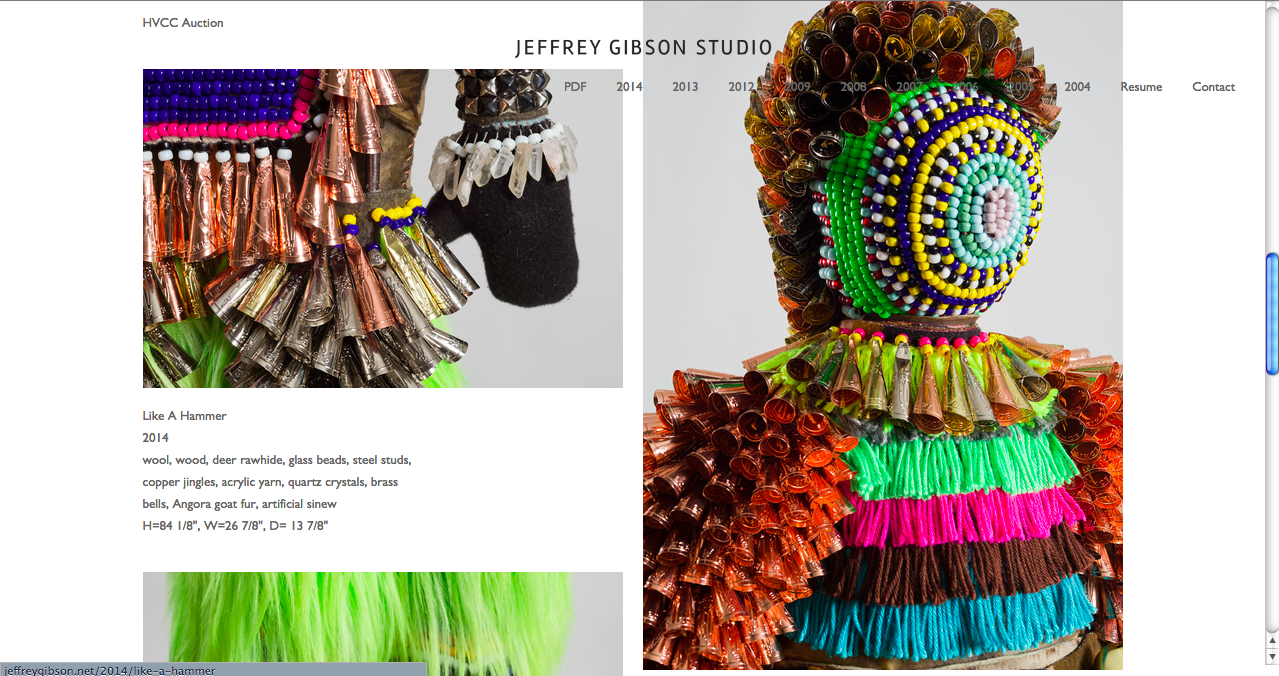 HVCC Auction
JEFFREY GIBSON STUDIO
PDF 2014 2013 2012 2009 2008 2007 2006 2005 2004 Resume Contact
Like A Hammer
2014
wool, wood, deer rawhide, glass beads, steel studs,
copper jingles, acrylic yarn, quartz crystals, brass
bells, Angora goat fur, artificial sinew
H=84 1/8", W=26 7/8", D= 13 7/8"
jeffreygibson.net/2014/like-a-hammer